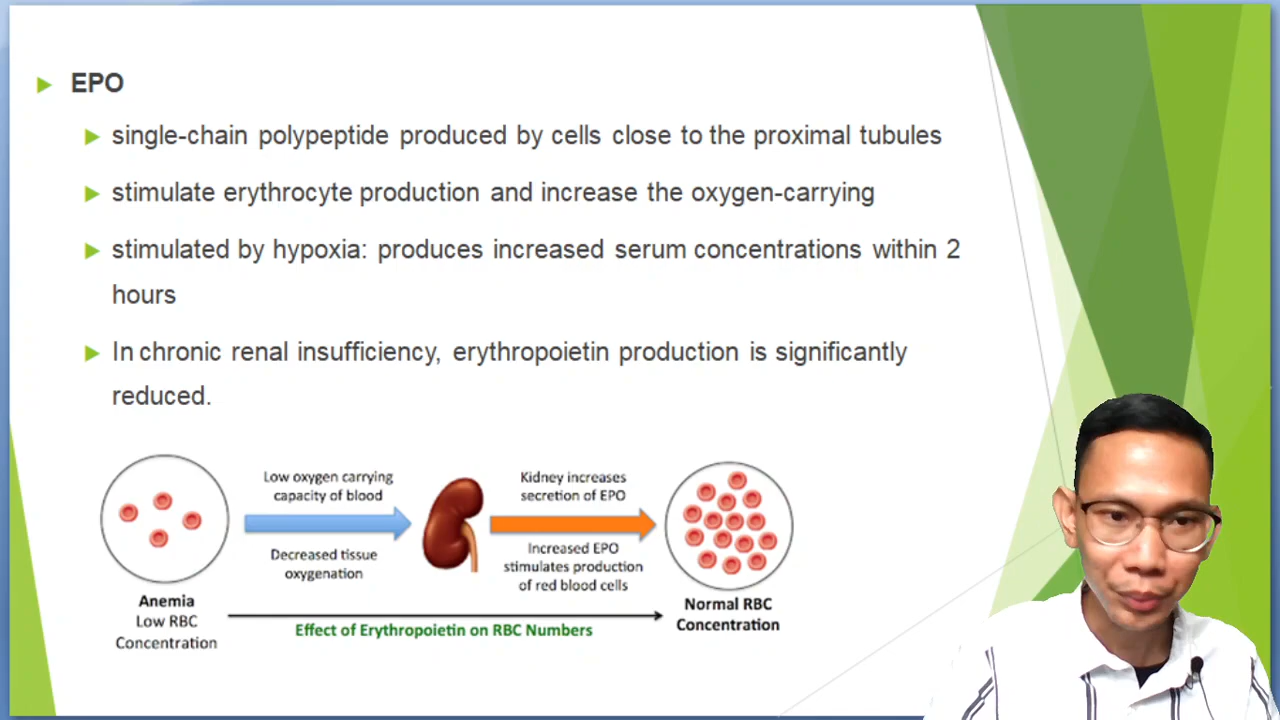 EPO
single-chain polypeptide produced by cells close to the proximal tubules
stimulate erythrocyte production and increase the oxygen-carrying
stimulated by hypoxia: produces increased serum concentrations within 2
hours
In chronic renal insufficiency, erythropoietin production is significantly
reduced.
Low oxygen carrying
capacity of blood
Decreased tissue
oxygenation
Kidney increases
secretion of EPO
Increased EPO
stimulates production
of red blood cells
Anemia
Low RBC
Concentration
Effect of Erythropoietin on RBC Numbers
Normal RBC
Concentration